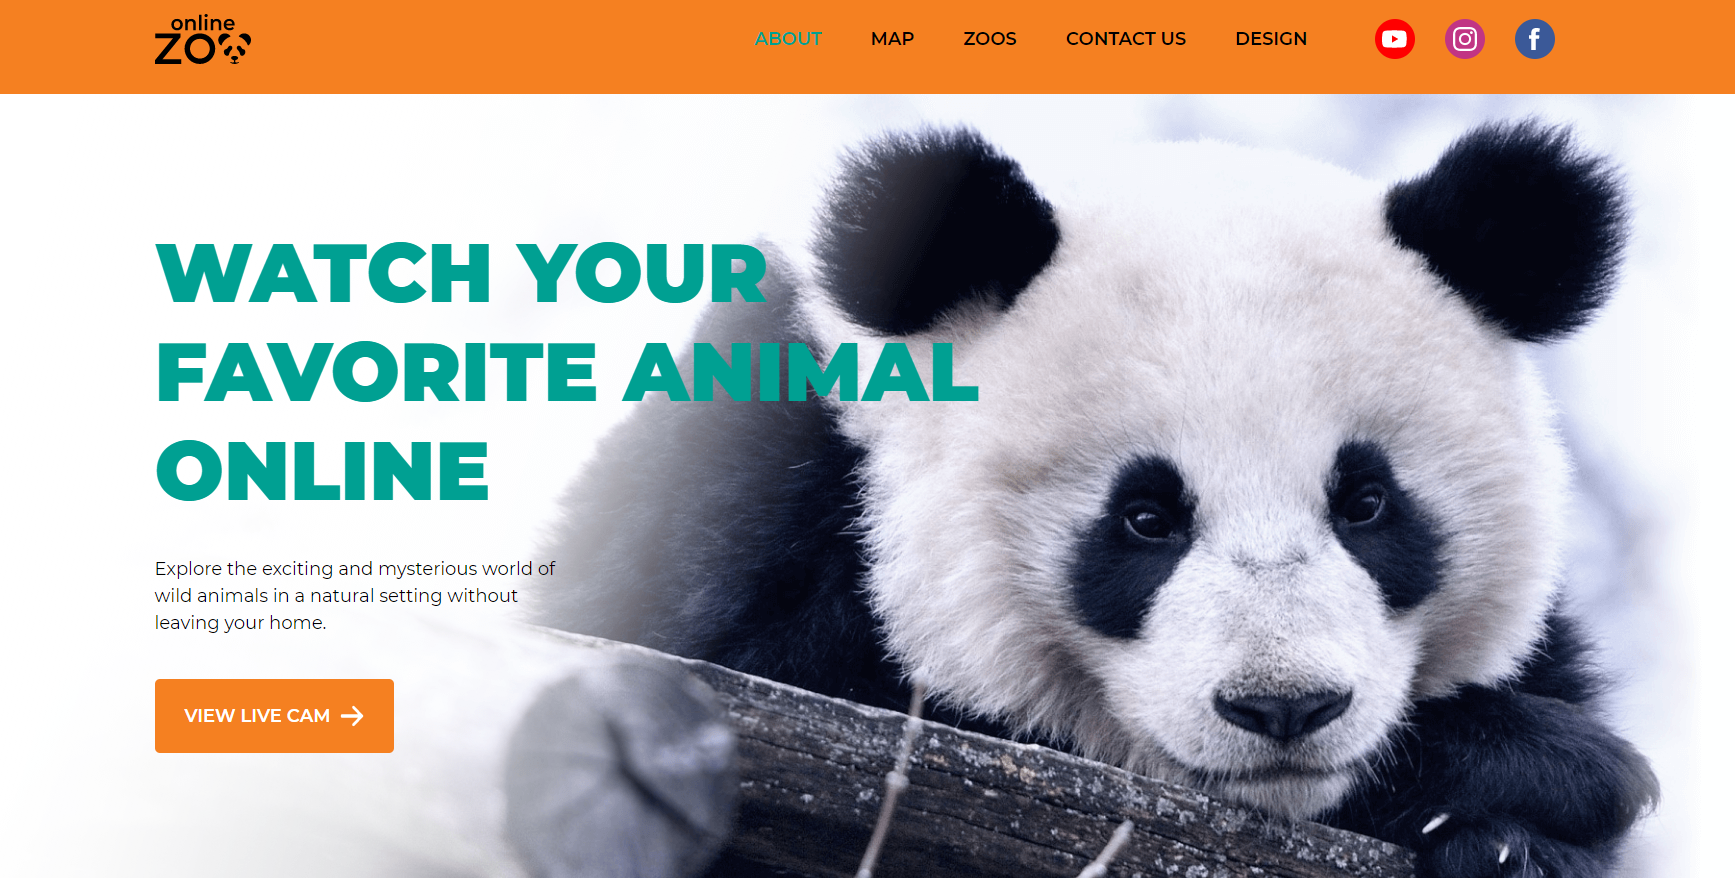 online
ZOO
ABOUT MAP ZOOS CONTACT US DESIGN
WATCH YOUR
FAVORITE ANIMAL
ONLINE
Explore the exciting and mysterious world of
wild animals in a natural setting without
leaving your home.
VIEW LIVE CAM